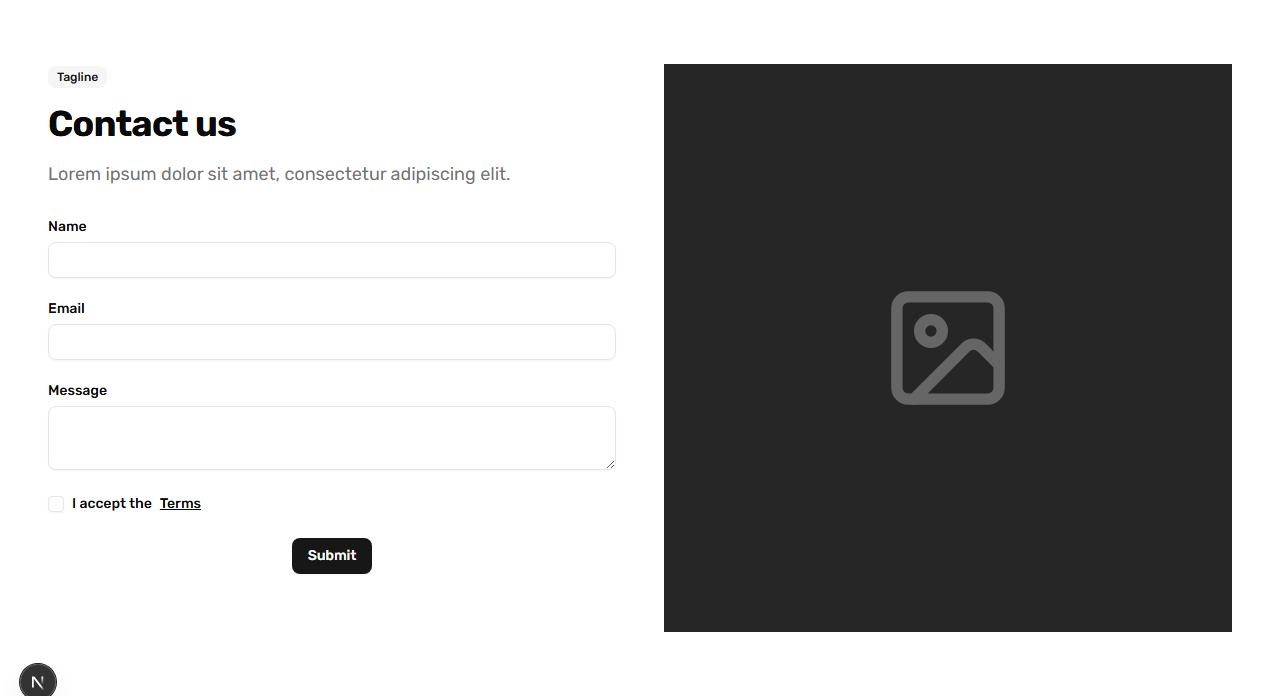 Tagline
Contact us
Lorem ipsum dolor sit amet, consectetur adipiscing elit.
Name
Email
Message
I accept the Terms
Submit
N